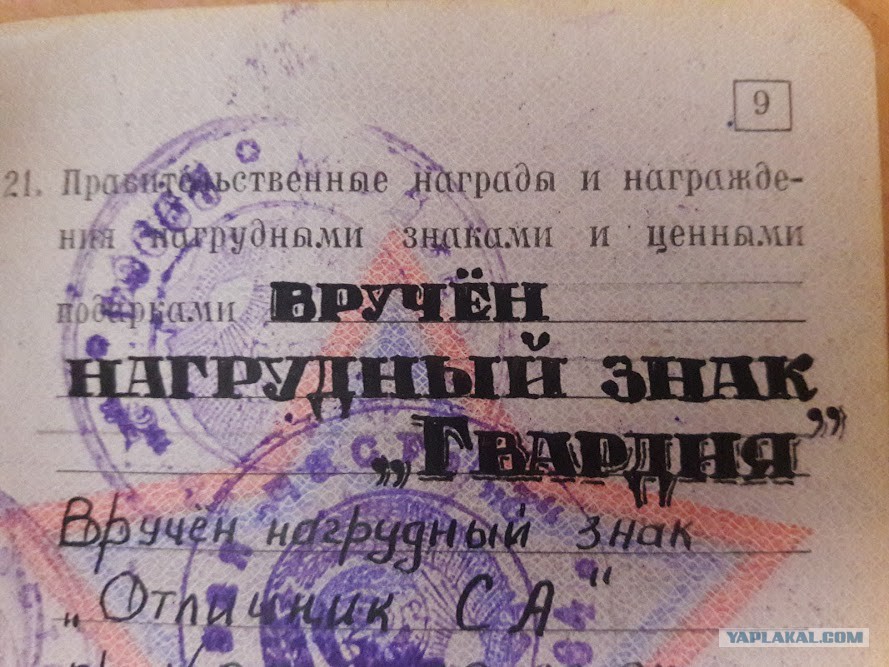 9
21. Правительственные награды и награжде-
ния нагрудными знаками и ценными
подарками ВРУЧЁН
НАГРУДНЫЙ ЗНАК
„Гвардия”
Вручён нагрудный знак
„Отличник СА“
YAPLAKAL.COM